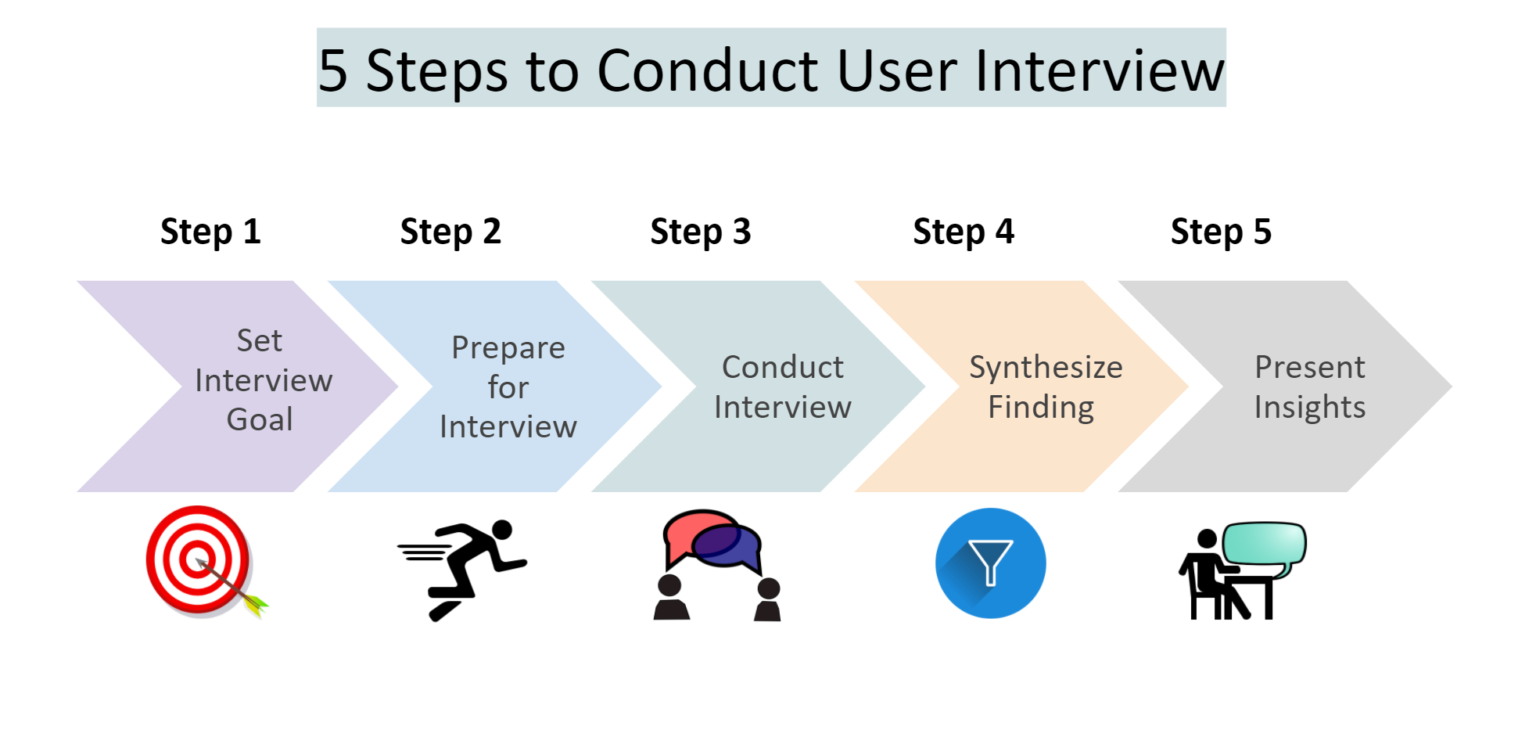 5 Steps to Conduct User Interview
Step 1
Step 2
Step 3
Step 4
Step 5
Set
Interview
Goal
Prepare
for
Interview
Conduct
Interview
Synthesize
Finding
Present
Insights